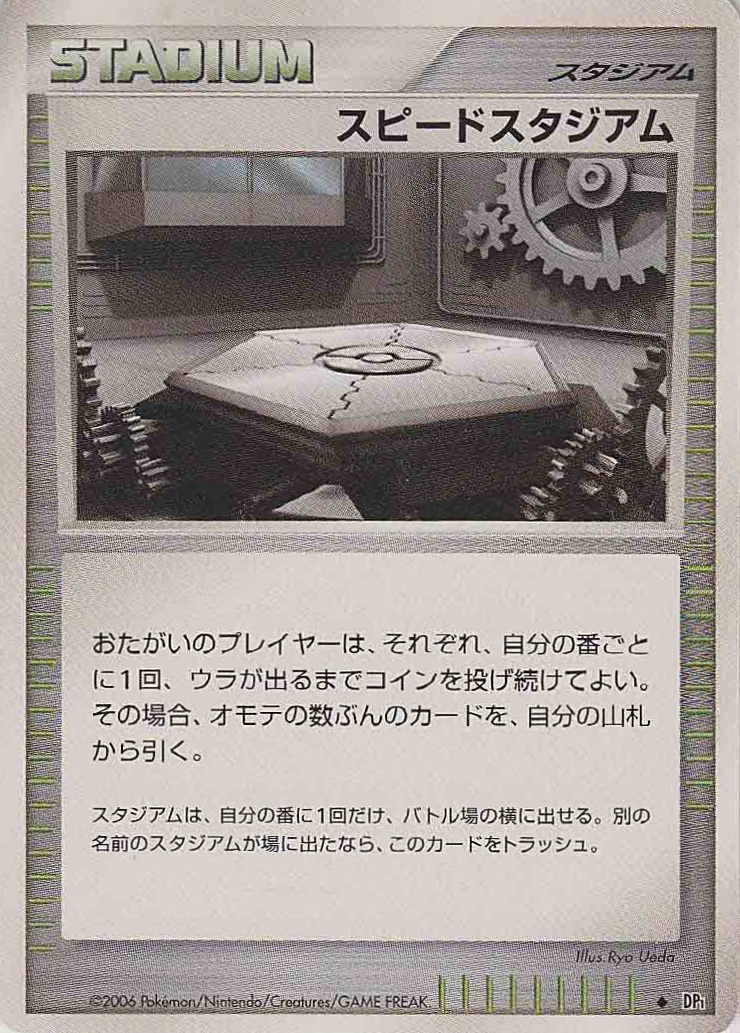 STADIUM
スタジアム
スピードスタジアム
おたがいのプレイヤーは、それぞれ、自分の番ごと
に1回、ウラが出るまでコインを投げ続けてよい。
その場合、オモテの数ぶんのカードを、自分の山札
から引く。
スタジアムは、自分の番に1回だけ、バトル場の横に出せる。別の
名前のスタジアムが場に出たなら、このカードをトラッシュ。
Illus. Ryo Ueda
©2006 Pokémon/Nintendo/Creatures/GAME FREAK. ◆ DP1